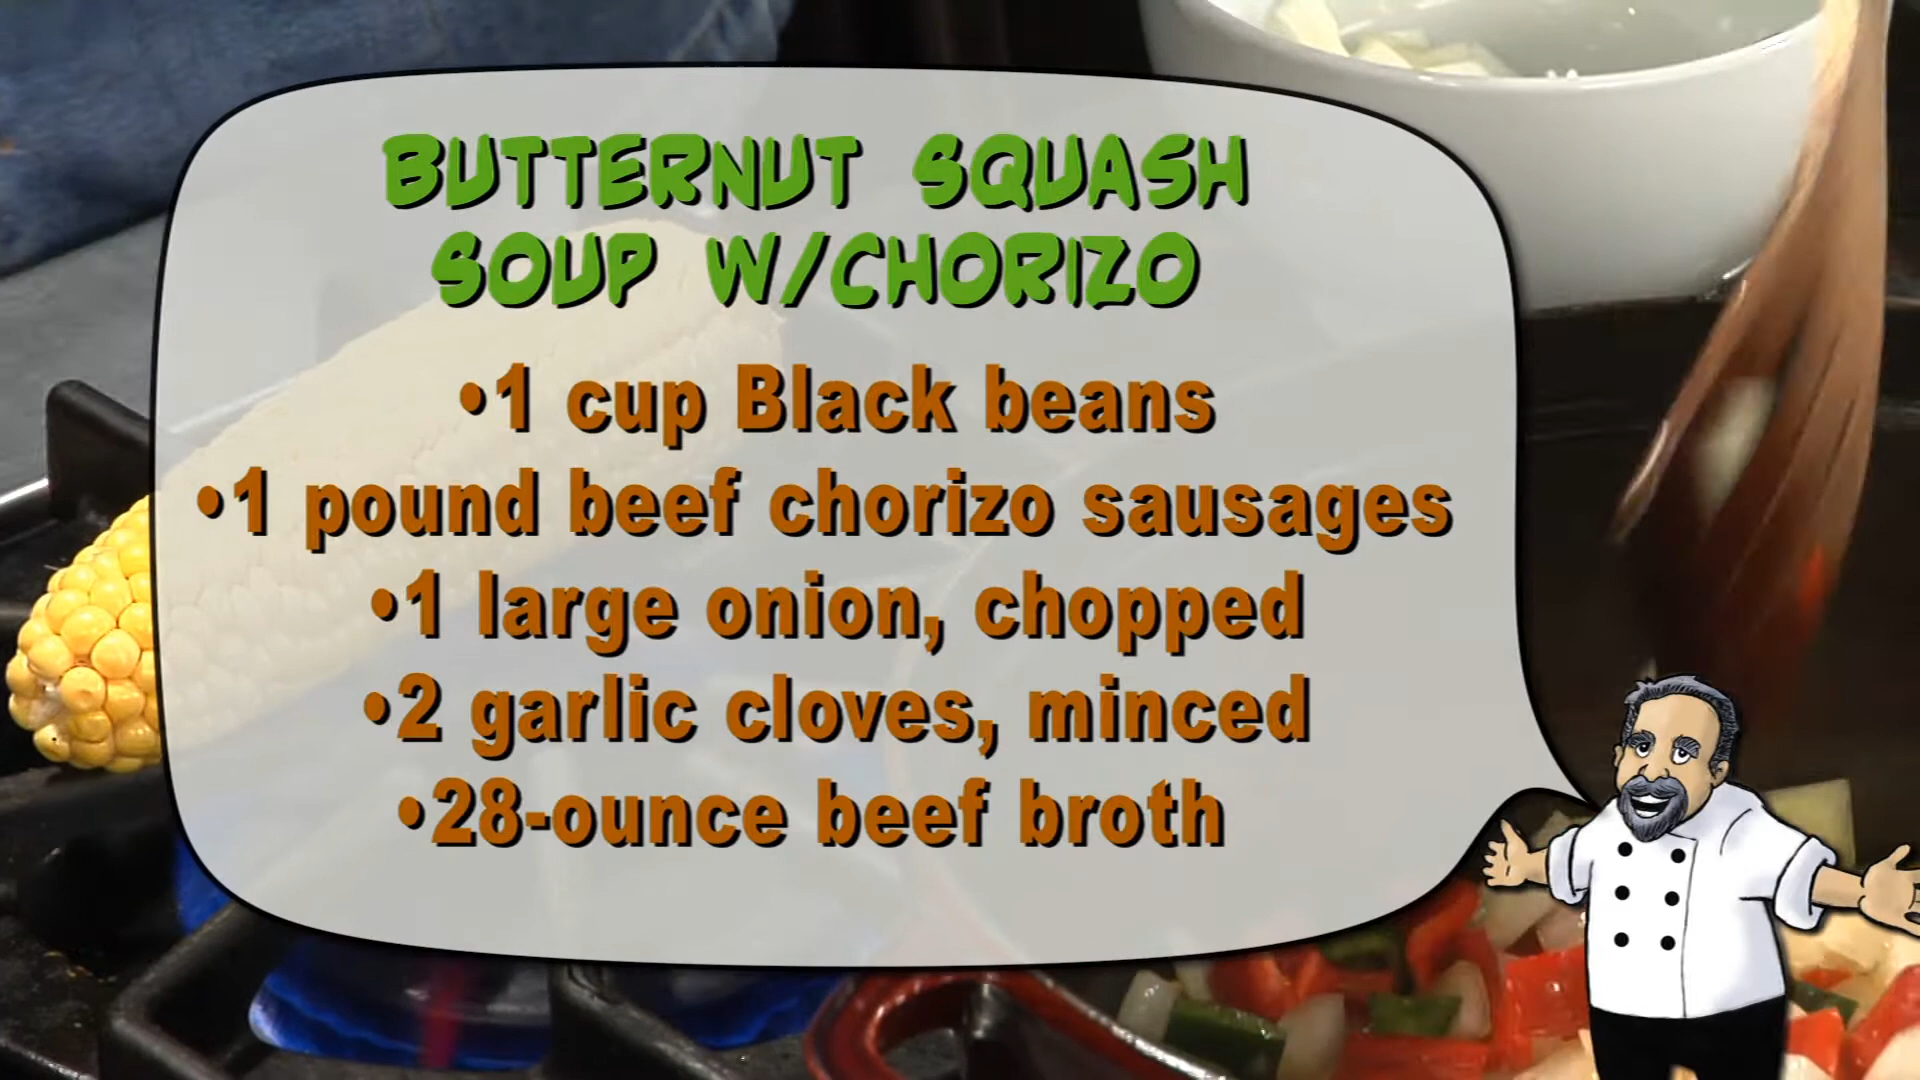 BUTTERNUT SQUASH
SOUP W/CHORIZO
•1 cup Black beans
•1 pound beef chorizo sausages
•1 large onion, chopped
•2 garlic cloves, minced
•28-ounce beef broth